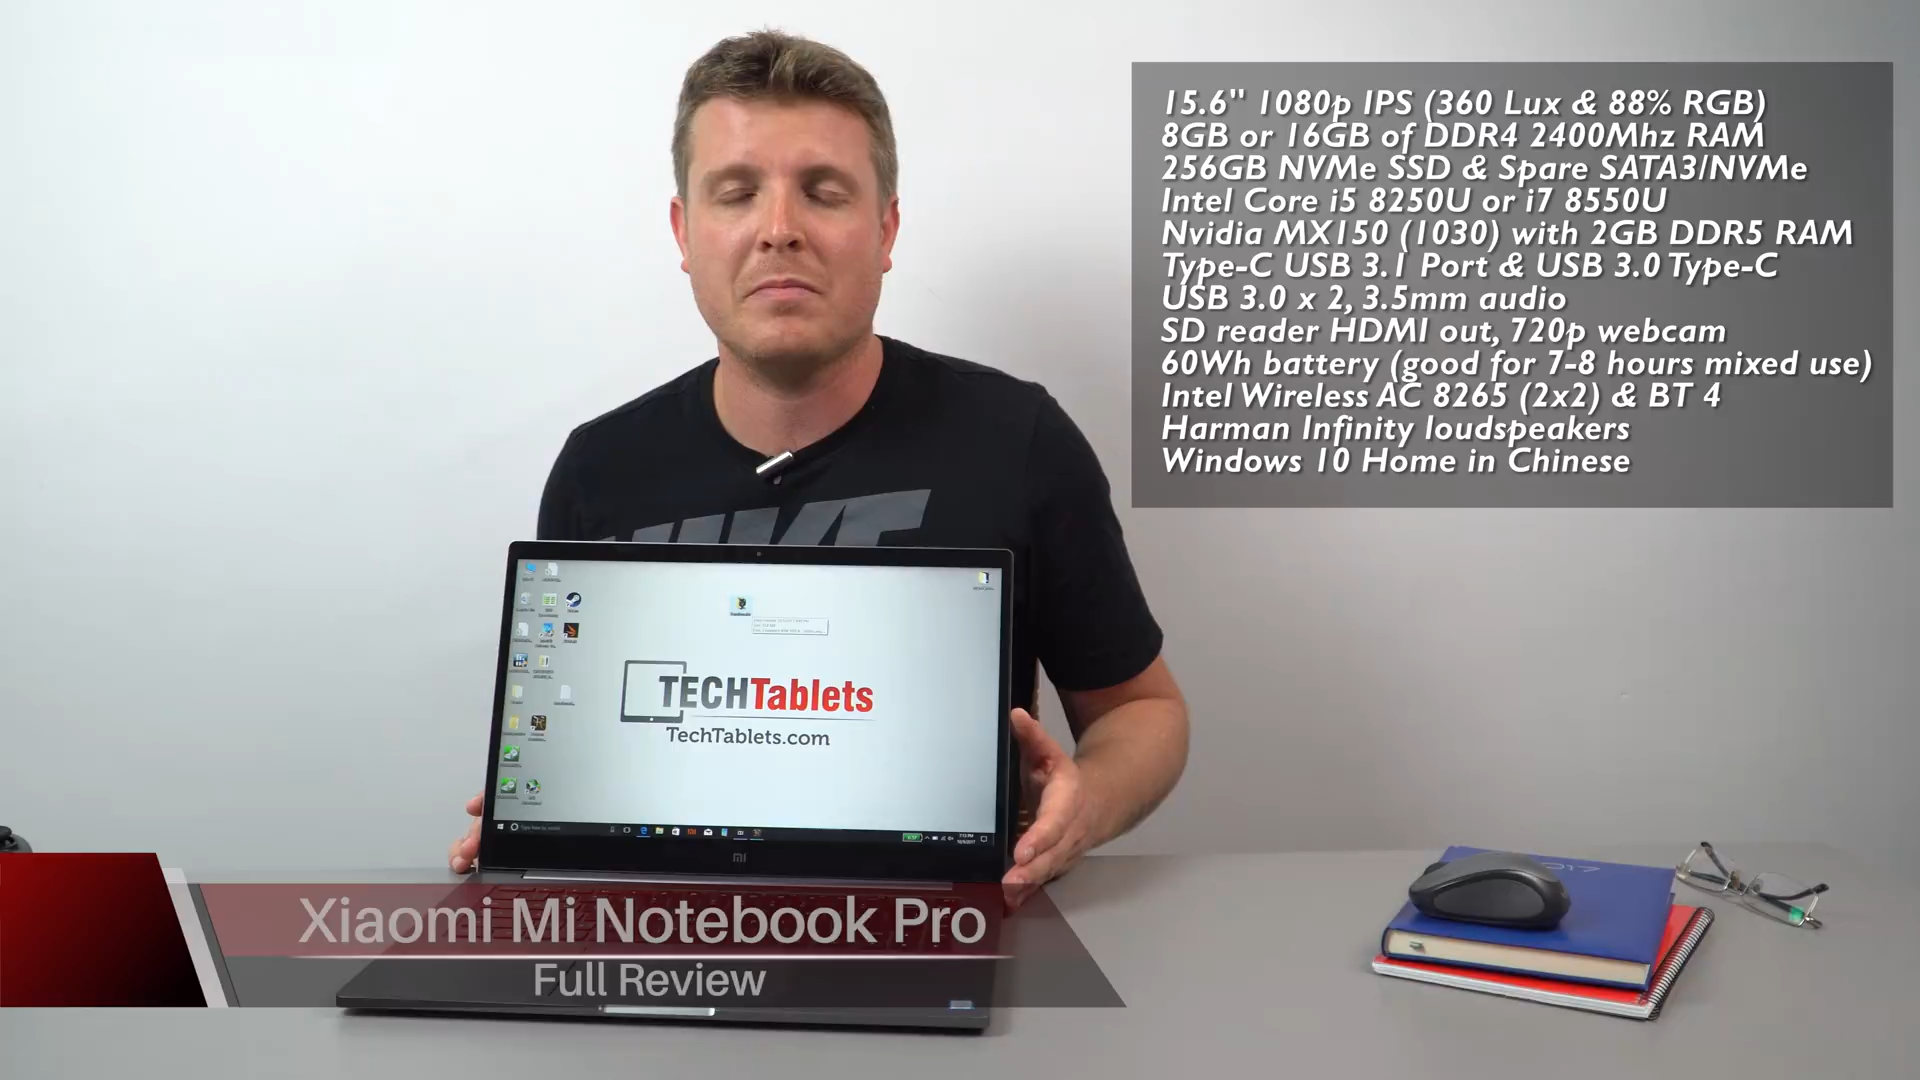 15.6" 1080p IPS (360 Lux & 88% RGB)
8GB or 16GB of DDR4 2400Mhz RAM
256GB NVMe SSD & Spare SATA3/NVMe
Intel Core i5 8250U or i7 8550U
Nvidia MX150 (1030) with 2GB DDR5 RAM
Type-C USB 3.1 Port & USB 3.0 Type-C
USB 3.0 x 2, 3.5mm audio
SD reader HDMI out, 720p webcam
60Wh battery (good for 7-8 hours mixed use)
Intel Wireless AC 8265 (2x2) & BT 4
Harman Infinity loudspeakers
Windows 10 Home in Chinese
TECHTablets
TechTablets.com
mi
Xiaomi Mi Notebook Pro
Full Review